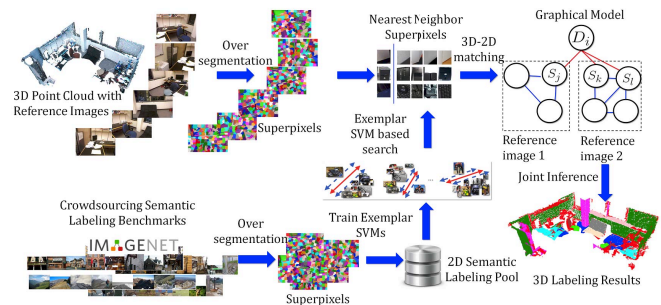 3D Point Cloud with
Reference Images
Over
segmentation
Superpixels
Nearest Neighbor
Superpixels
3D-2D
matching
Graphical Model
D_i
S_j
S_k
S_l
Reference
image 1
Reference
image 2
Joint Inference
3D Labeling Results
Exemplar
SVM based
search
...
Crowdsourcing Semantic
Labeling Benchmarks
IMAGENET
Over
segmentation
Superpixels
Train Exemplar
SVMs
2D Semantic
Labeling Pool